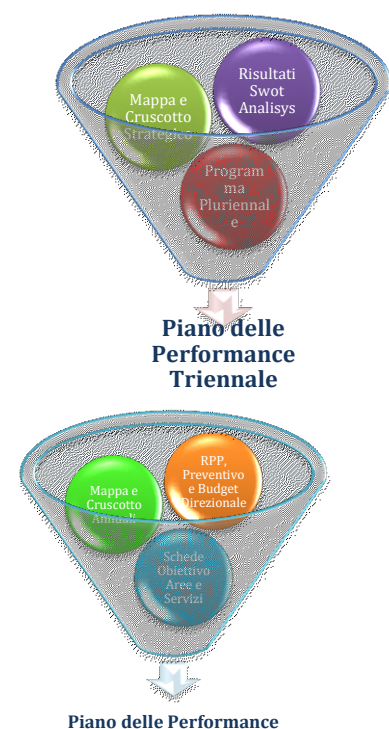 Mappa e
Cruscotto
Strategico
Risultati
Swot
Analisys
Program
ma
Pluriennal
e
Piano delle
Performance
Triennale
Mappa e
Cruscotto
Annuali
RPP,
Preventivo
e Budget
Direzionale
Schede
Obiettivo
Aree e
Servizi
Piano delle Performance